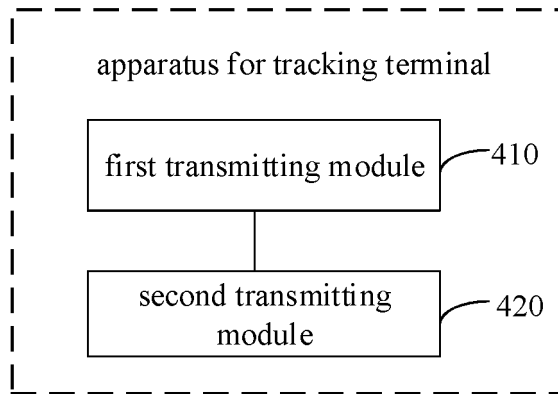 apparatus for tracking terminal
first transmitting module
410
second transmitting
module
420